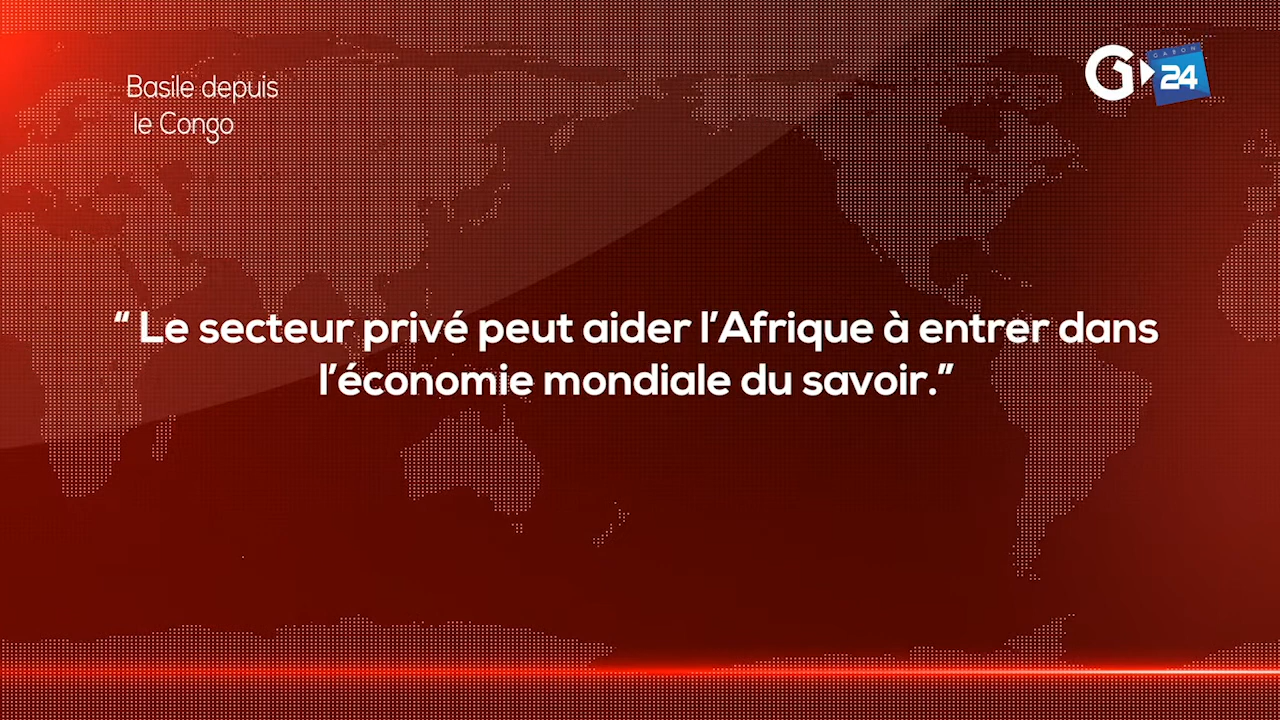 Basile depuis
le Congo
GABON
24
“ Le secteur privé peut aider l’Afrique à entrer dans
l’économie mondiale du savoir.”